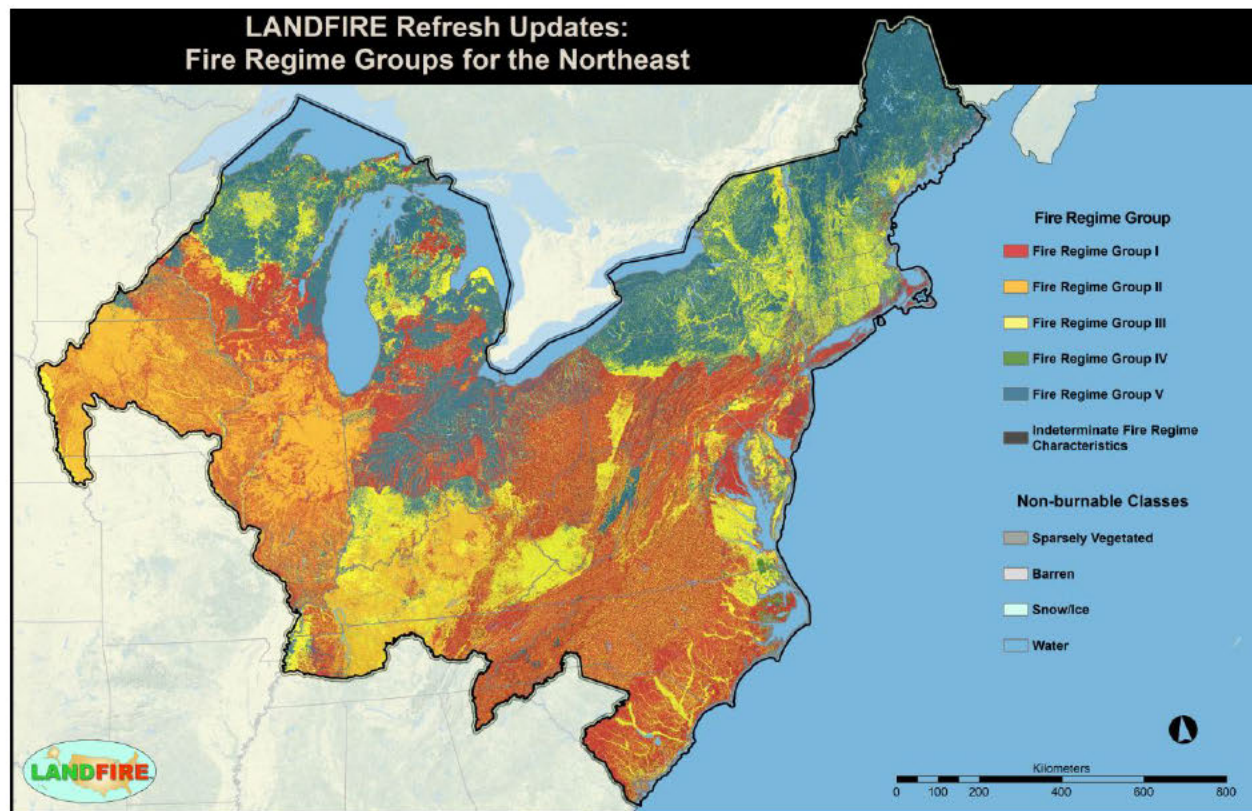 LANDFIRE Refresh Updates:
Fire Regime Groups for the Northeast
Fire Regime Group
Fire Regime Group I
Fire Regime Group II
Fire Regime Group III
Fire Regime Group IV
Fire Regime Group V
Indeterminate Fire Regime
Characteristics
Non-burnable Classes
Sparsely Vegetated
Barren
Snow/Ice
Water
Kilometers
0 100 200 400 600 800
LANDFIRE